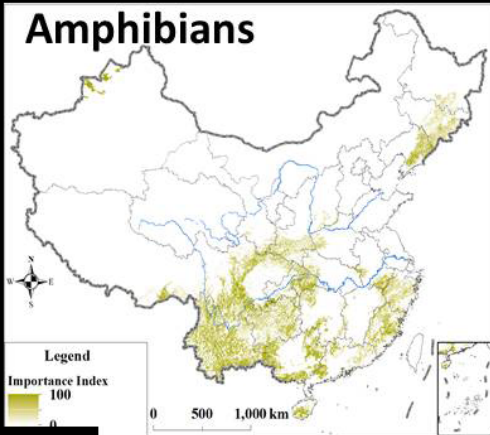 Amphibians
N
W E
S
Legend
Importance Index
100
0
0 500 1,000 km